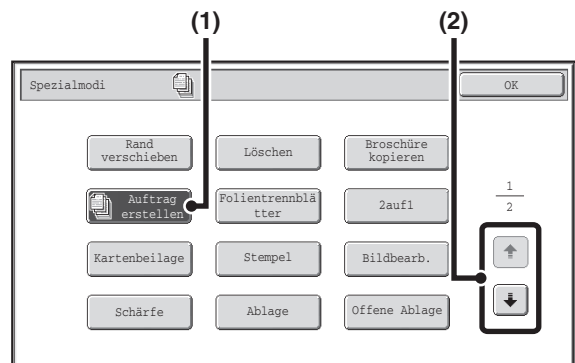 (1)
(2)
Spezialmodi
OK
Rand
verschieben
Löschen
Broschüre
kopieren
Auftrag
erstellen
Folientrennblä
tter
2auf1
1
2
Kartenbeilage
Stempel
Bildbearb.
Schärfe
Ablage
Offene Ablage